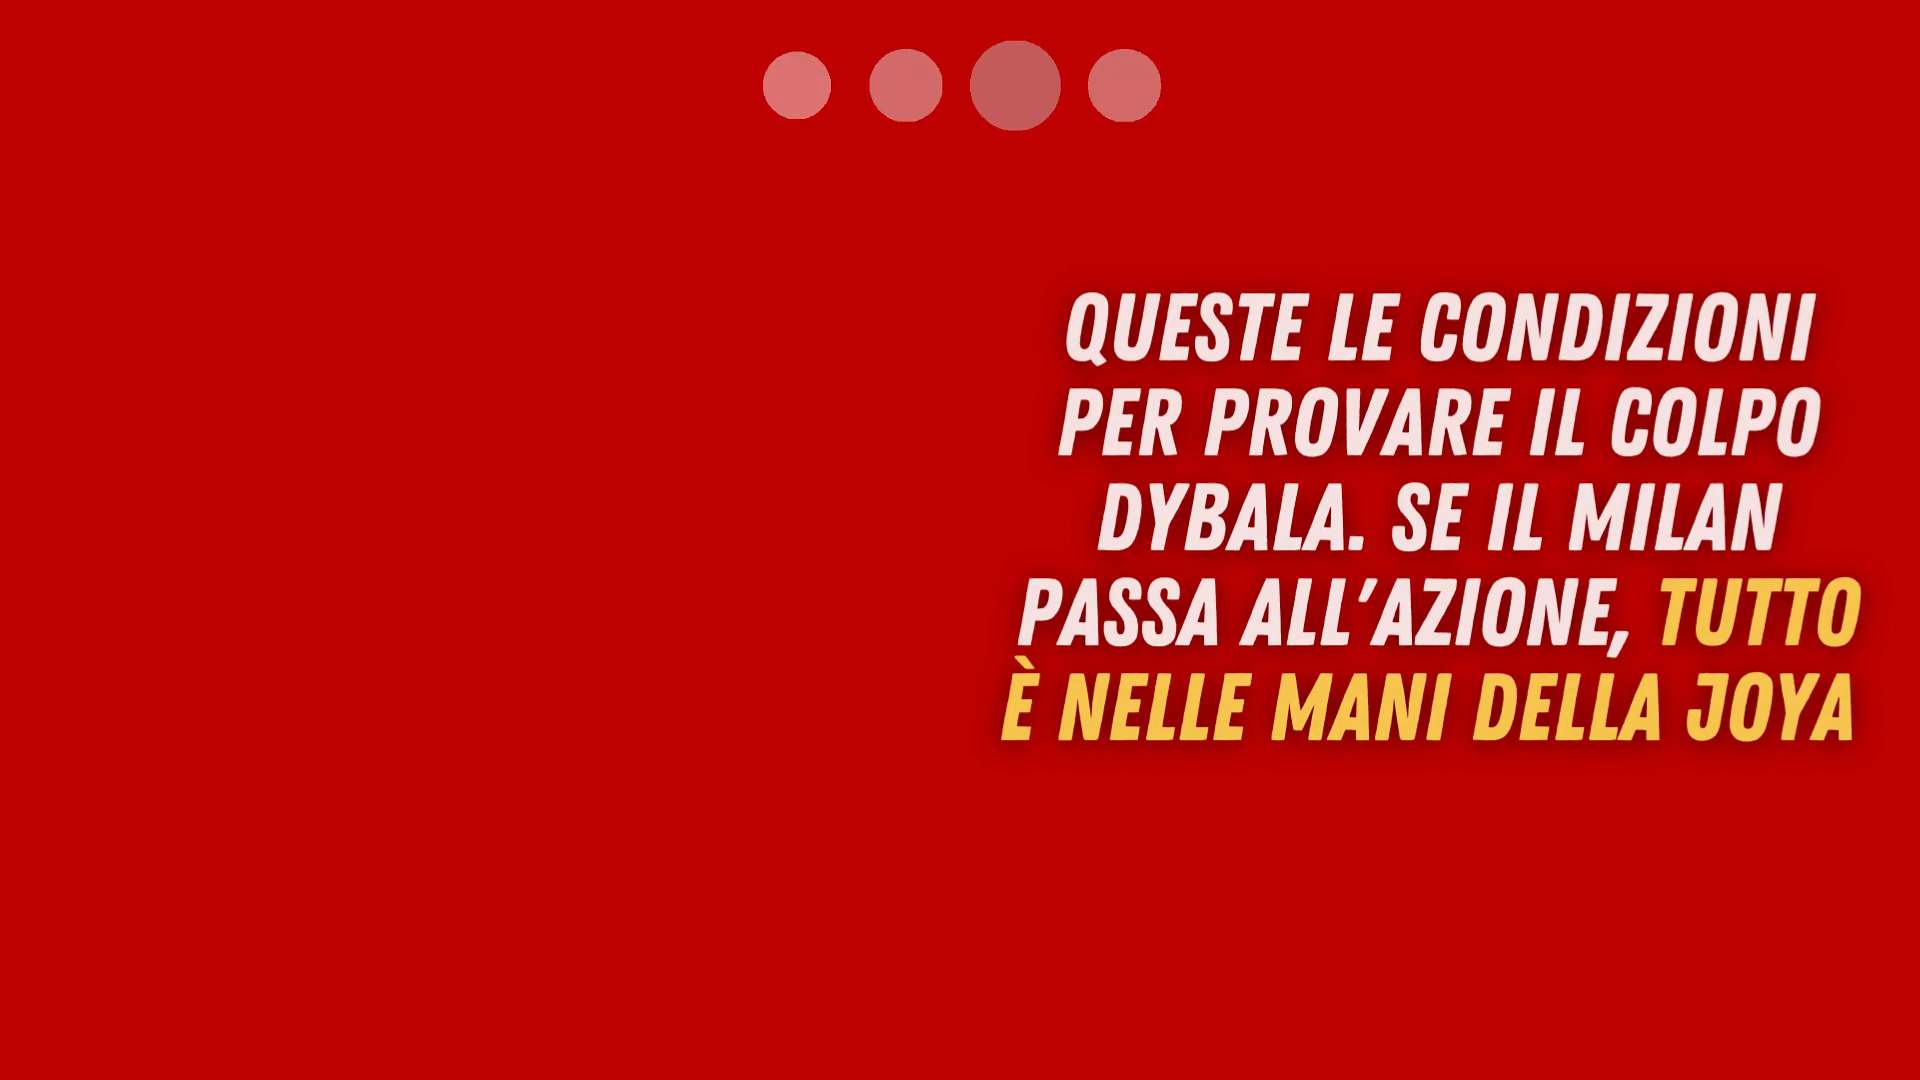 QUESTE LE CONDIZIONI
PER PROVARE IL COLPO
DYBALA. SE IL MILAN
PASSA ALL'AZIONE, TUTTO
È NELLE MANI DELLA JOYA